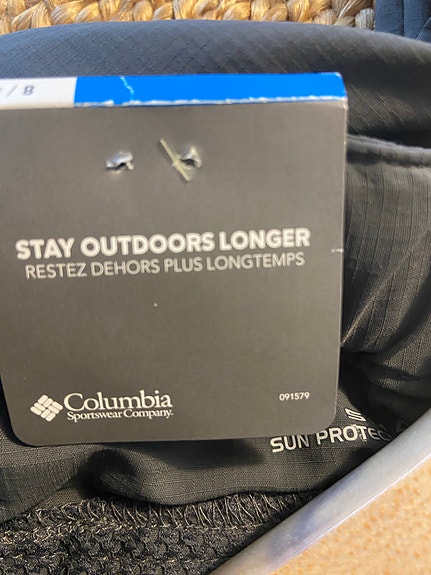 8 /
STAY OUTDOORS LONGER
RESTEZ DEHORS PLUS LONGTEMPS
Columbia
Sportswear Company.
091579
SUN PROTEC